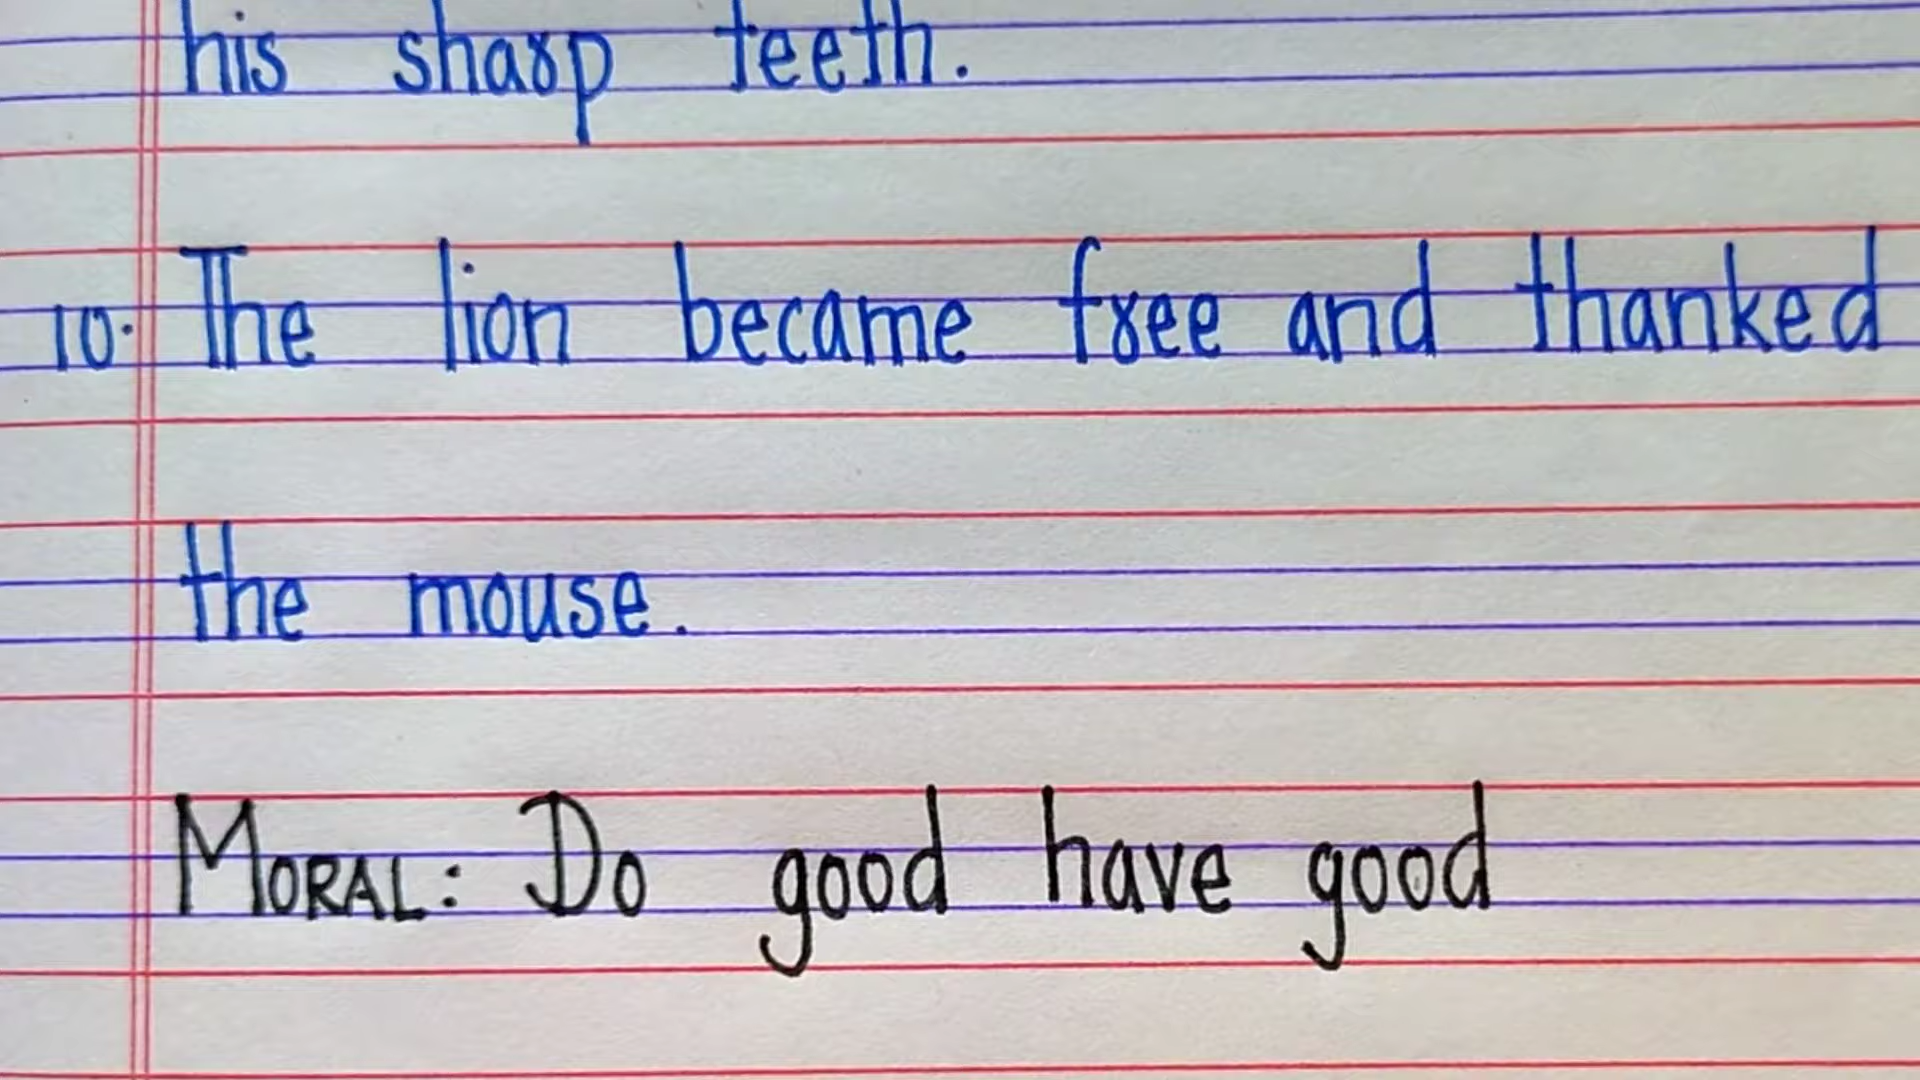 his sharp teeth.
10. The lion became free and thanked
the mouse.
MORAL: Do good have good